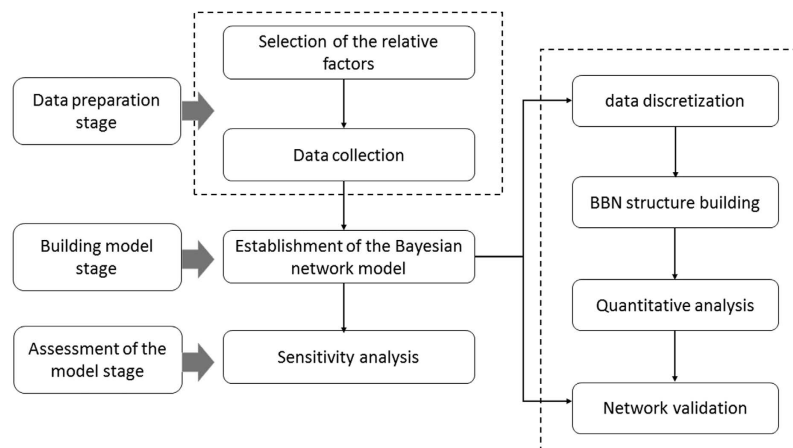 Data preparation
stage
Selection of the relative
factors
Data collection
Building model
stage
Establishment of the Bayesian
network model
Assessment of the
model stage
Sensitivity analysis
data discretization
BBN structure building
Quantitative analysis
Network validation